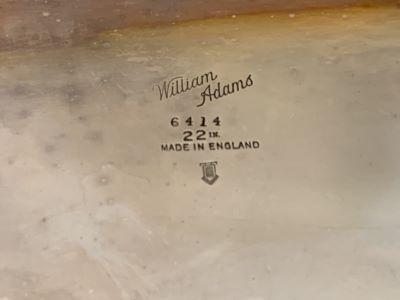 William
Adams
6414
22 IN.
MADE IN ENGLAND